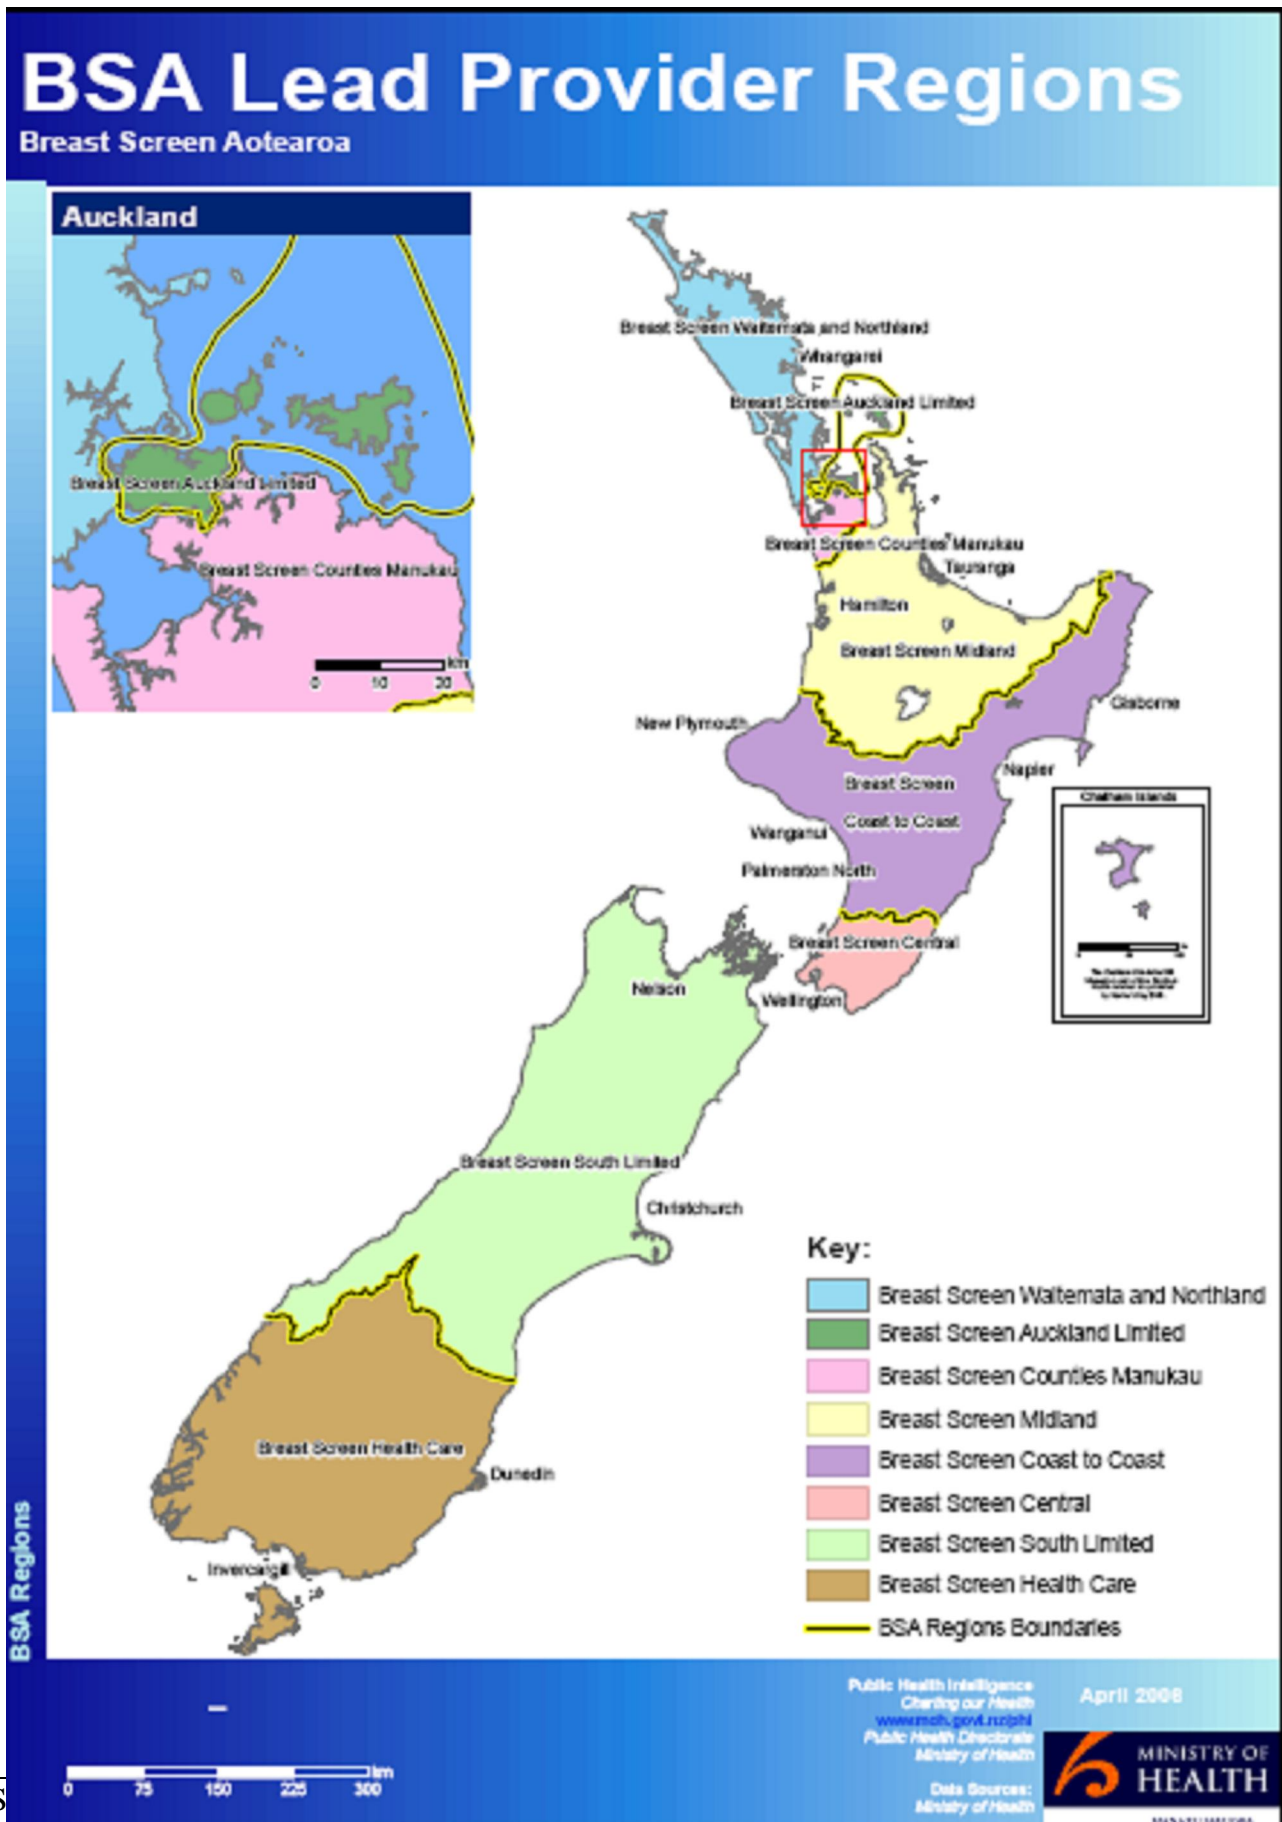 BSA Lead Provider Regions
Breast Screen Aotearoa
Auckland
Breast Screen Auckland Limited
Breast Screen Counties Manukau
km
0 10 20
Breast Screen Waitemata and Northland
Whangarei
Breast Screen Auckland Limited
Breast Screen Counties Manukau
Tauranga
Hamilton
Breast Screen Midland
Gisborne
New Plymouth
Napier
Breast Screen
Coast to Coast
Chatham Islands
Wanganui
Palmerston North
Breast Screen Central
Nelson
Wellington
Breast Screen South Limited
Christchurch
Key:
Breast Screen Waitemata and Northland
Breast Screen Auckland Limited
Breast Screen Counties Manukau
Breast Screen Midland
Breast Screen Coast to Coast
Breast Screen Central
Breast Screen South Limited
Breast Screen Health Care
BSA Regions Boundaries
Breast Screen Health Care
Dunedin
Invercargill
BSA Regions
Public Health Intelligence
Charting our Health
www.moh.govt.nz/phi
Public Health Directorate
Ministry of Health
Data Sources:
Ministry of Health
April 2006
MINISTRY OF
HEALTH
km
0 75 150 225 300
S